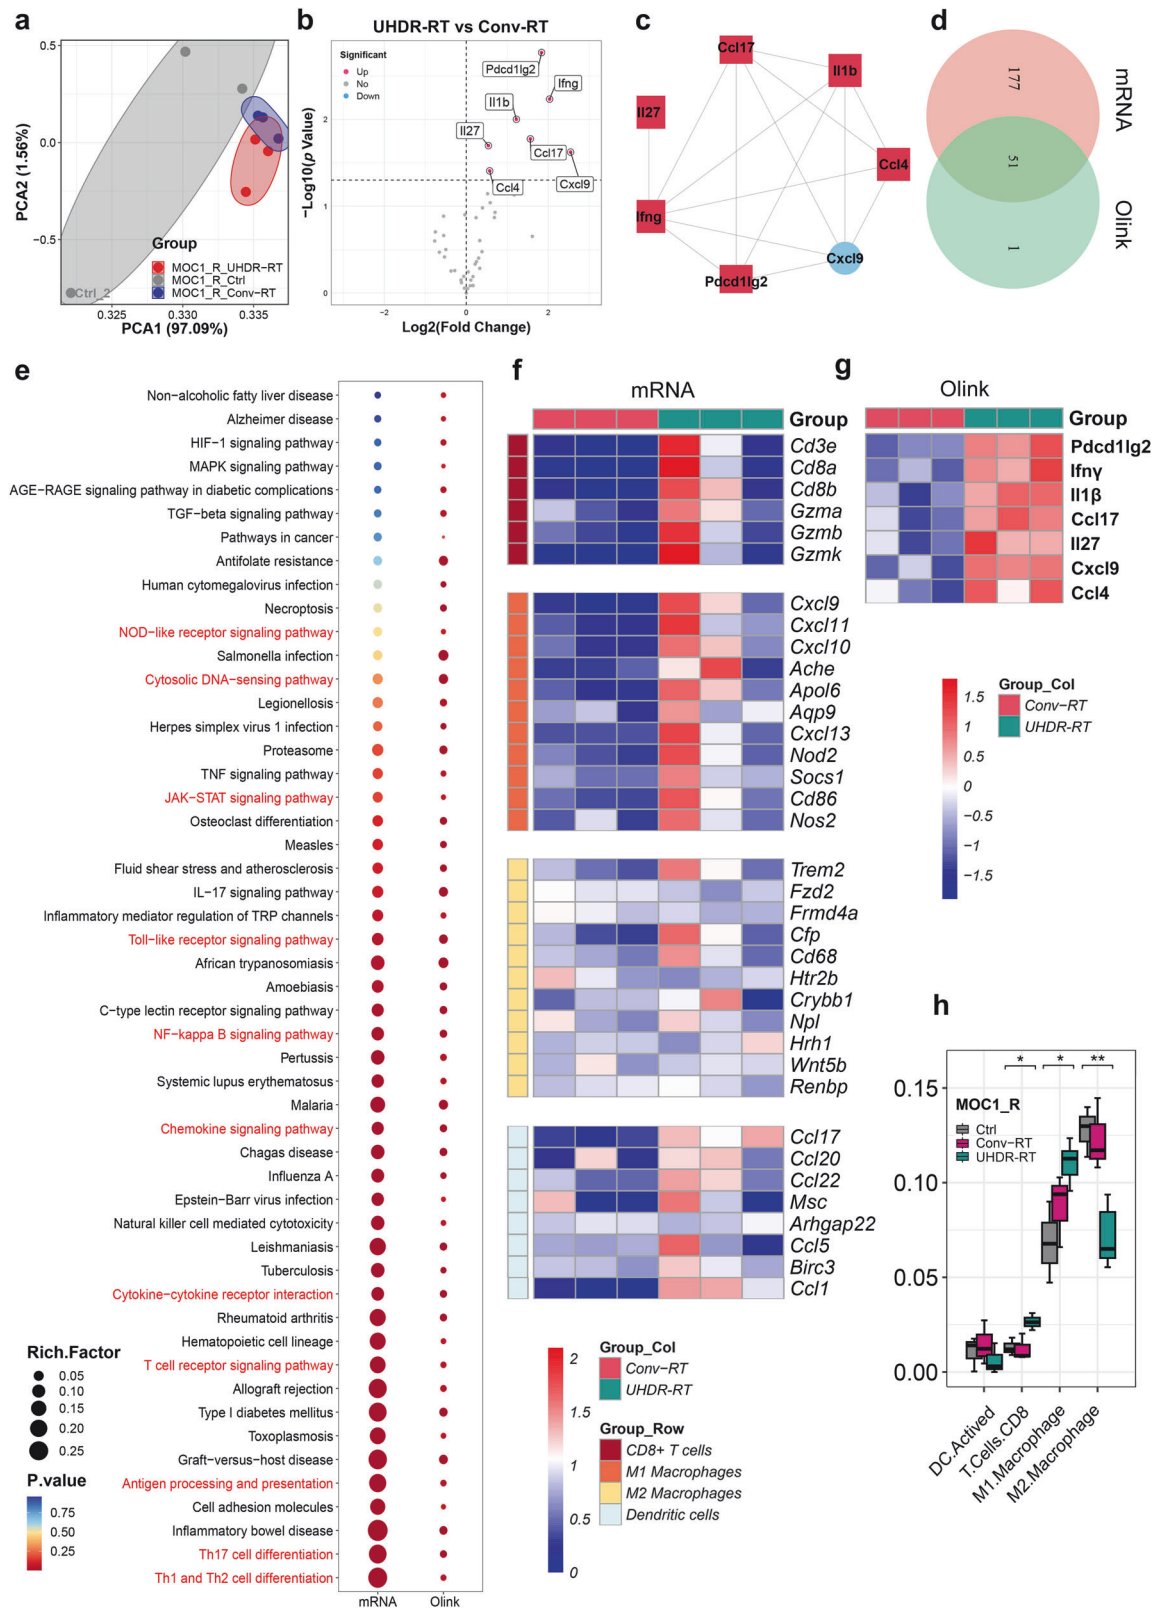 a
0.5
0.0
−0.5
PCA2 (1.56%)
Ctrl_2
Group
MOC1_R_UHDR−RT
MOC1_R_Ctrl
MOC1_R_Conv−RT
0.325
0.330
0.335
PCA1 (97.09%)
b
UHDR-RT vs Conv-RT
Significant
Up
No
Down
Pdcd1lg2
Ifng
Il1b
Il27
Ccl17
Ccl4
Cxcl9
2
1
0
−Log10(p Value)
−2
0
2
Log2(Fold Change)
c
Ccl17
Il1b
Il27
Ccl4
Ifng
Cxcl9
Pdcd1lg2
d
177
51
1
mRNA
Olink
e
Non−alcoholic fatty liver disease
Alzheimer disease
HIF−1 signaling pathway
MAPK signaling pathway
AGE−RAGE signaling pathway in diabetic complications
TGF−beta signaling pathway
Pathways in cancer
Antifolate resistance
Human cytomegalovirus infection
Necroptosis
NOD−like receptor signaling pathway
Salmonella infection
Cytosolic DNA−sensing pathway
Legionellosis
Herpes simplex virus 1 infection
Proteasome
TNF signaling pathway
JAK−STAT signaling pathway
Osteoclast differentiation
Measles
Fluid shear stress and atherosclerosis
IL−17 signaling pathway
Inflammatory mediator regulation of TRP channels
Toll−like receptor signaling pathway
African trypanosomiasis
Amoebiasis
C−type lectin receptor signaling pathway
NF−kappa B signaling pathway
Pertussis
Systemic lupus erythematosus
Malaria
Chemokine signaling pathway
Chagas disease
Influenza A
Epstein−Barr virus infection
Natural killer cell mediated cytotoxicity
Leishmaniasis
Tuberculosis
Cytokine−cytokine receptor interaction
Rheumatoid arthritis
Hematopoietic cell lineage
T cell receptor signaling pathway
Allograft rejection
Type I diabetes mellitus
Toxoplasmosis
Graft−versus−host disease
Antigen processing and presentation
Cell adhesion molecules
Inflammatory bowel disease
Th17 cell differentiation
Th1 and Th2 cell differentiation
mRNA
Olink
Rich.Factor
0.05
0.10
0.15
0.20
0.25
P.value
0.75
0.50
0.25
f
mRNA
Group
Cd3e
Cd8a
Cd8b
Gzma
Gzmb
Gzmk
Cxcl9
Cxcl11
Cxcl10
Ache
Apol6
Aqp9
Cxcl13
Nod2
Socs1
Cd86
Nos2
Trem2
Fzd2
Frmd4a
Cfp
Cd68
Htr2b
Crybb1
Npl
Hrh1
Wnt5b
Renbp
Ccl17
Ccl20
Ccl22
Msc
Arhgap22
Ccl5
Birc3
Ccl1
2
1.5
1
0.5
0
Group_Col
Conv-RT
UHDR-RT
Group_Row
CD8+ T cells
M1 Macrophages
M2 Macrophages
Dendritic cells
g
Olink
Group
Pdcd1lg2
Ifnγ
Il1β
Ccl17
Il27
Cxcl9
Ccl4
1.5
1
0.5
0
−0.5
−1
−1.5
Group_Col
Conv-RT
UHDR-RT
h
* * **
0.15
0.10
0.05
0.00
MOC1_R
Ctrl
Conv-RT
UHDR-RT
DC.Actived
T.Cells.CD8
M1.Macrophage
M2.Macrophage